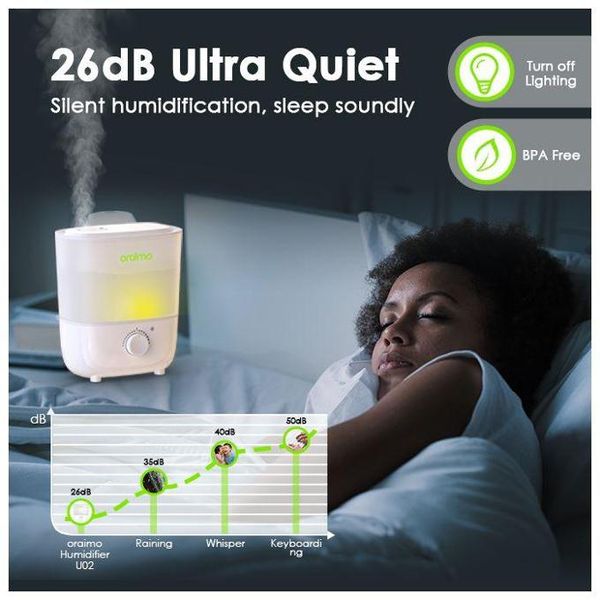 26dB Ultra Quiet
Silent humidification, sleep soundly
Turn off
Lighting
BPA Free
oraimo
dB
26dB
35dB
40dB
50dB
oraimo
Humidifier
U02
Raining
Whisper
Keyboardi
ng